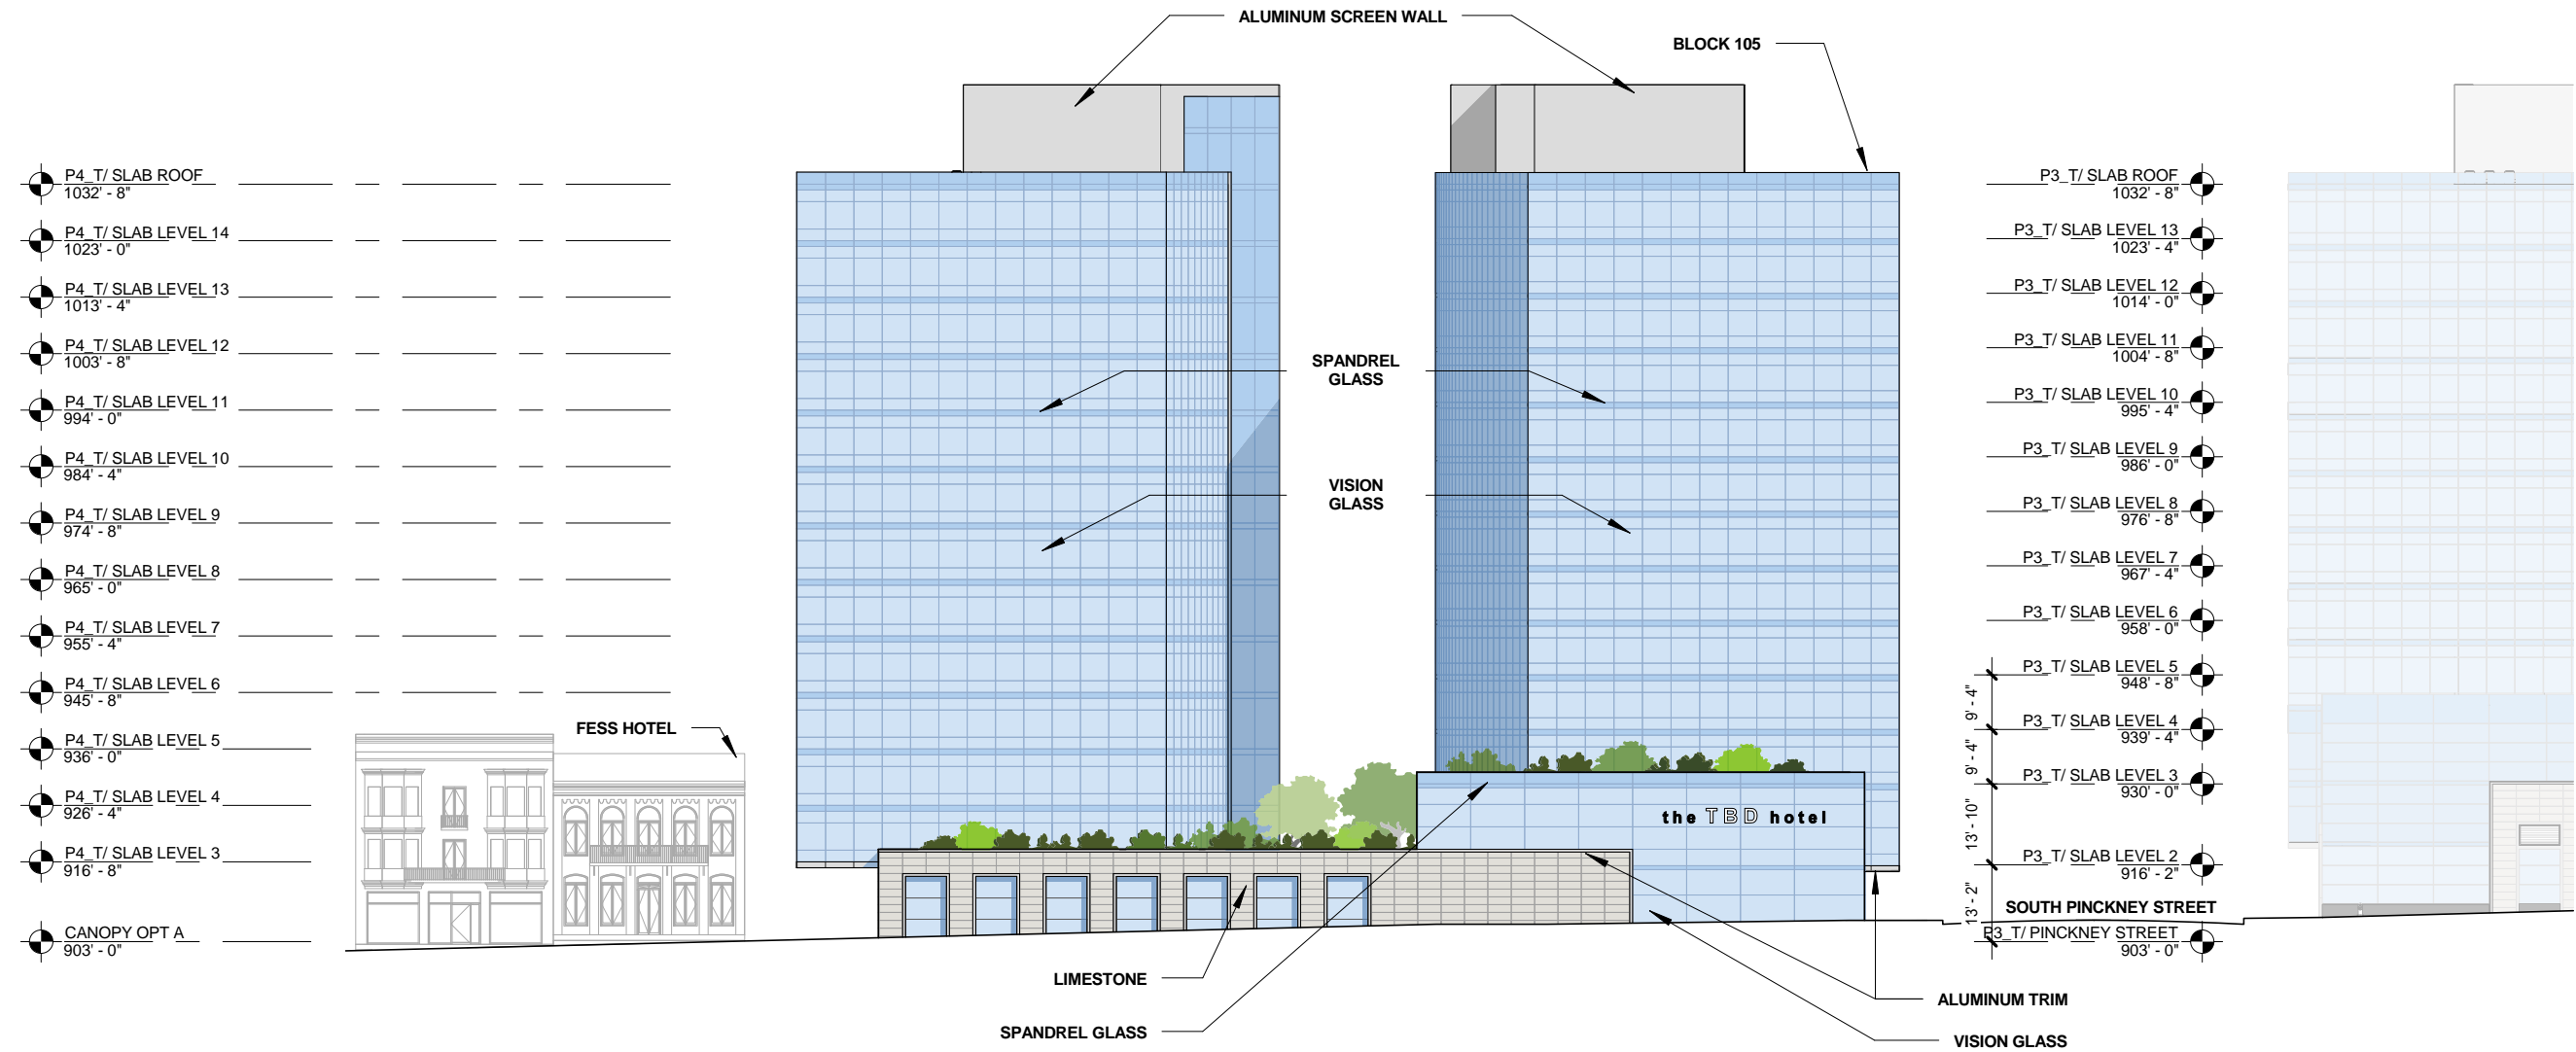 ALUMINUM SCREEN WALL
BLOCK 105
P4_T/ SLAB ROOF
1032' - 8"
P4_T/ SLAB LEVEL 14
1023' - 0"
P4_T/ SLAB LEVEL 13
1013' - 4"
P4_T/ SLAB LEVEL 12
1003' - 8"
P4_T/ SLAB LEVEL 11
994' - 0"
P4_T/ SLAB LEVEL 10
984' - 4"
P4_T/ SLAB LEVEL 9
974' - 8"
P4_T/ SLAB LEVEL 8
965' - 0"
P4_T/ SLAB LEVEL 7
955' - 4"
P4_T/ SLAB LEVEL 6
945' - 8"
P4_T/ SLAB LEVEL 5
936' - 0"
P4_T/ SLAB LEVEL 4
926' - 4"
P4_T/ SLAB LEVEL 3
916' - 8"
CANOPY OPT A
903' - 0"
FESS HOTEL
SPANDREL
GLASS
VISION
GLASS
the TBD hotel
LIMESTONE
SPANDREL GLASS
ALUMINUM TRIM
VISION GLASS
P3_T/ SLAB ROOF
1032' - 8"
P3_T/ SLAB LEVEL 13
1023' - 4"
P3_T/ SLAB LEVEL 12
1014' - 0"
P3_T/ SLAB LEVEL 11
1004' - 8"
P3_T/ SLAB LEVEL 10
995' - 4"
P3_T/ SLAB LEVEL 9
986' - 0"
P3_T/ SLAB LEVEL 8
976' - 8"
P3_T/ SLAB LEVEL 7
967' - 4"
P3_T/ SLAB LEVEL 6
958' - 0"
P3_T/ SLAB LEVEL 5
948' - 8"
P3_T/ SLAB LEVEL 4
939' - 4"
P3_T/ SLAB LEVEL 3
930' - 0"
P3_T/ SLAB LEVEL 2
916' - 2"
SOUTH PINCKNEY STREET
P3_T/ PINCKNEY STREET
903' - 0"
9' - 4"
9' - 4"
13' - 10"
13' - 2"